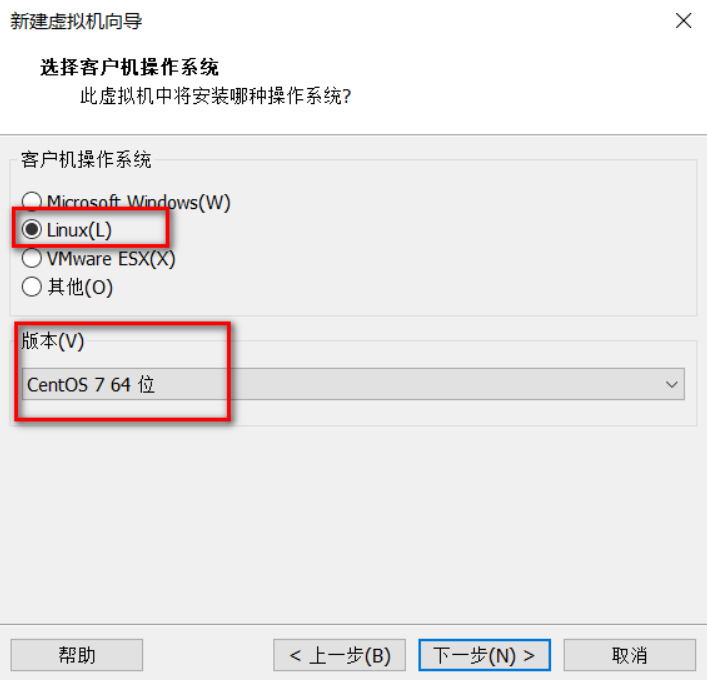 新建虚拟机向导
选择客户机操作系统
此虚拟机中将安装哪种操作系统?
客户机操作系统
Microsoft Windows(W)
Linux(L)
VMware ESX(X)
其他(O)
版本(V)
CentOS 7 64 位
帮助 < 上一步(B) 下一步(N) > 取消